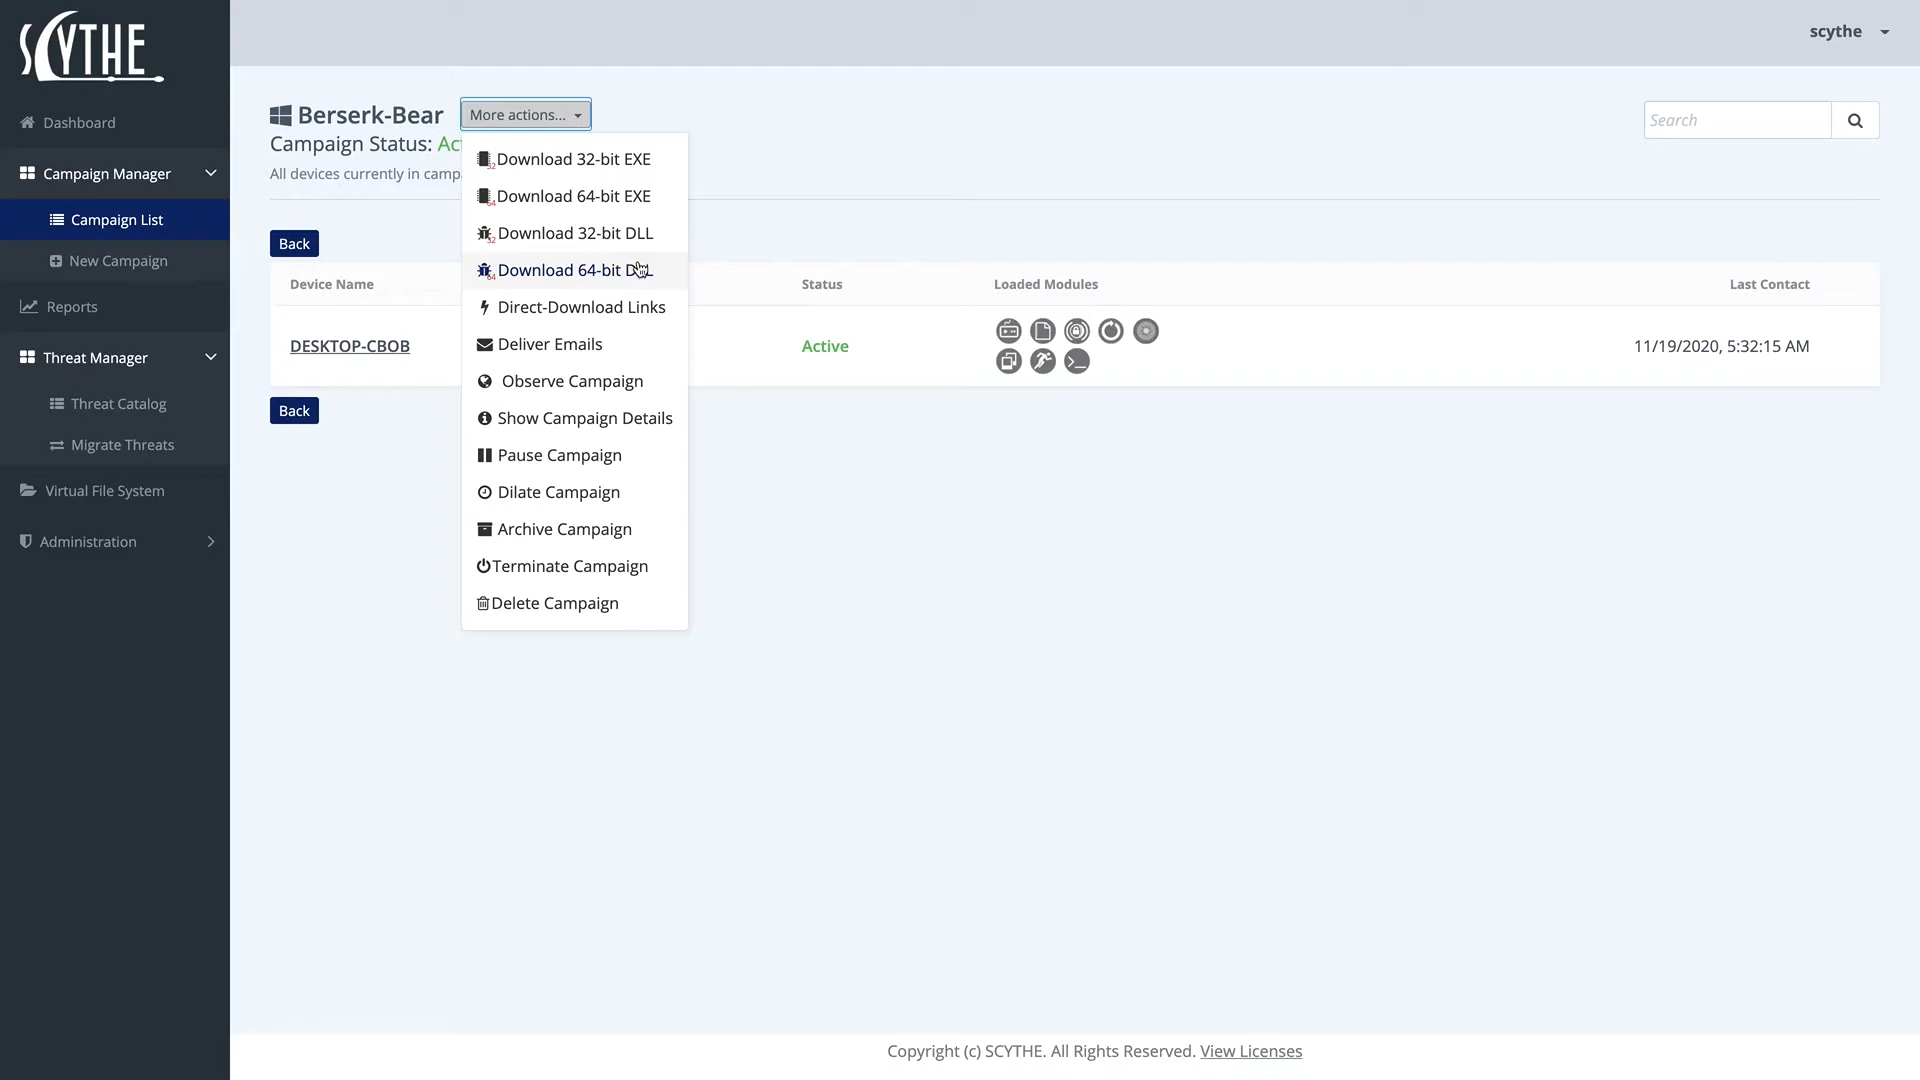 SCYTHE
scythe
Dashboard
Campaign Manager
Campaign List
New Campaign
Reports
Threat Manager
Threat Catalog
Migrate Threats
Virtual File System
Administration
Berserk-Bear
More actions...
Search
Campaign Status:
All devices currently in
Download 32-bit EXE
Download 64-bit EXE
Download 32-bit DLL
Download 64-bit
Direct-Download Links
Deliver Emails
Observe Campaign
Show Campaign Details
Pause Campaign
Dilate Campaign
Archive Campaign
Terminate Campaign
Delete Campaign
Back
Device Name Status Loaded Modules Last Contact
DESKTOP-CBOB Active 11/19/2020, 5:32:15 AM
Back
Copyright (c) SCYTHE. All Rights Reserved. View Licenses